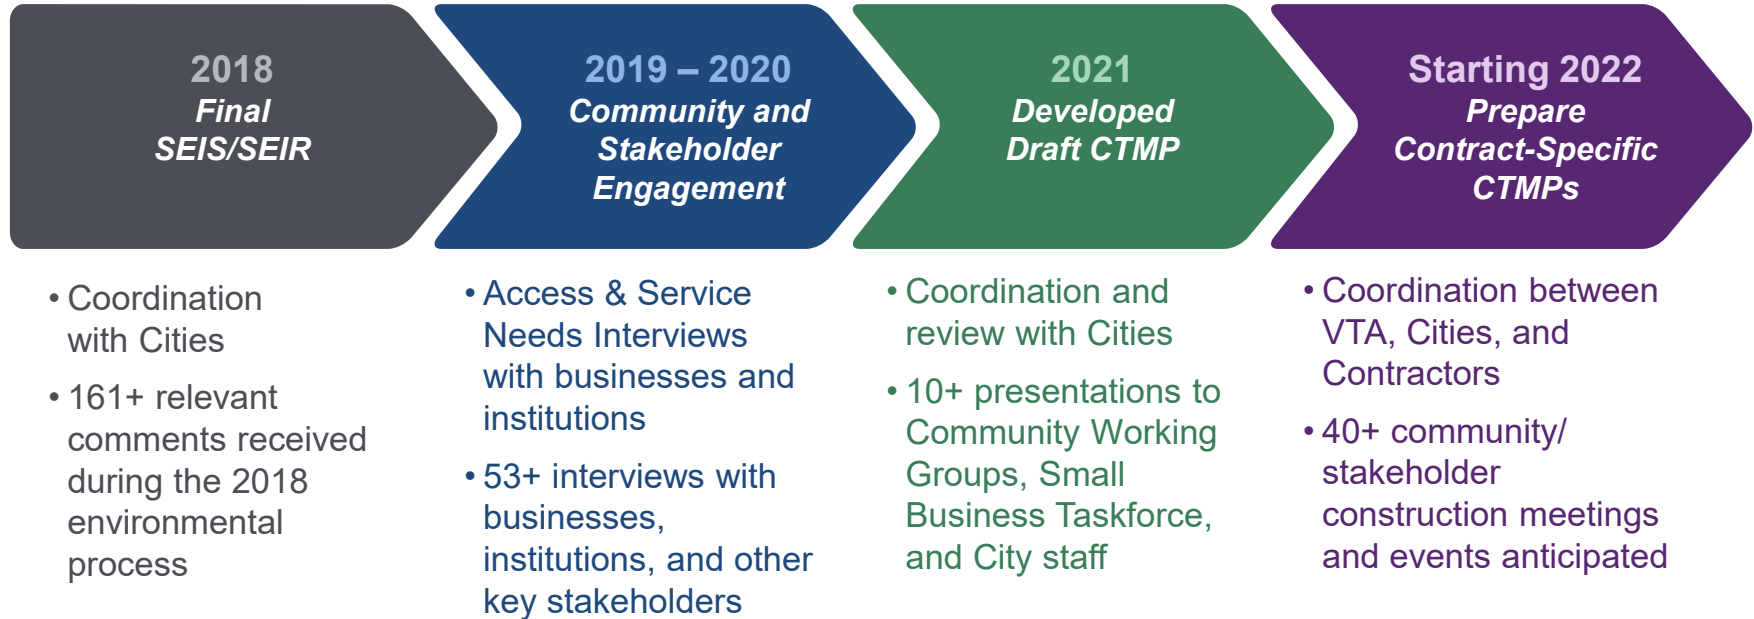 2018
Final
SEIS/SEIR
• Coordination
with Cities
• 161+ relevant
comments received
during the 2018
environmental
process
2019 – 2020
Community and
Stakeholder
Engagement
• Access & Service
Needs Interviews
with businesses and
institutions
• 53+ interviews with
businesses,
institutions, and other
key stakeholders
2021
Developed
Draft CTMP
• Coordination and
review with Cities
• 10+ presentations to
Community Working
Groups, Small
Business Taskforce,
and City staff
Starting 2022
Prepare
Contract-Specific
CTMPs
• Coordination between
VTA, Cities, and
Contractors
• 40+ community/
stakeholder
construction meetings
and events anticipated